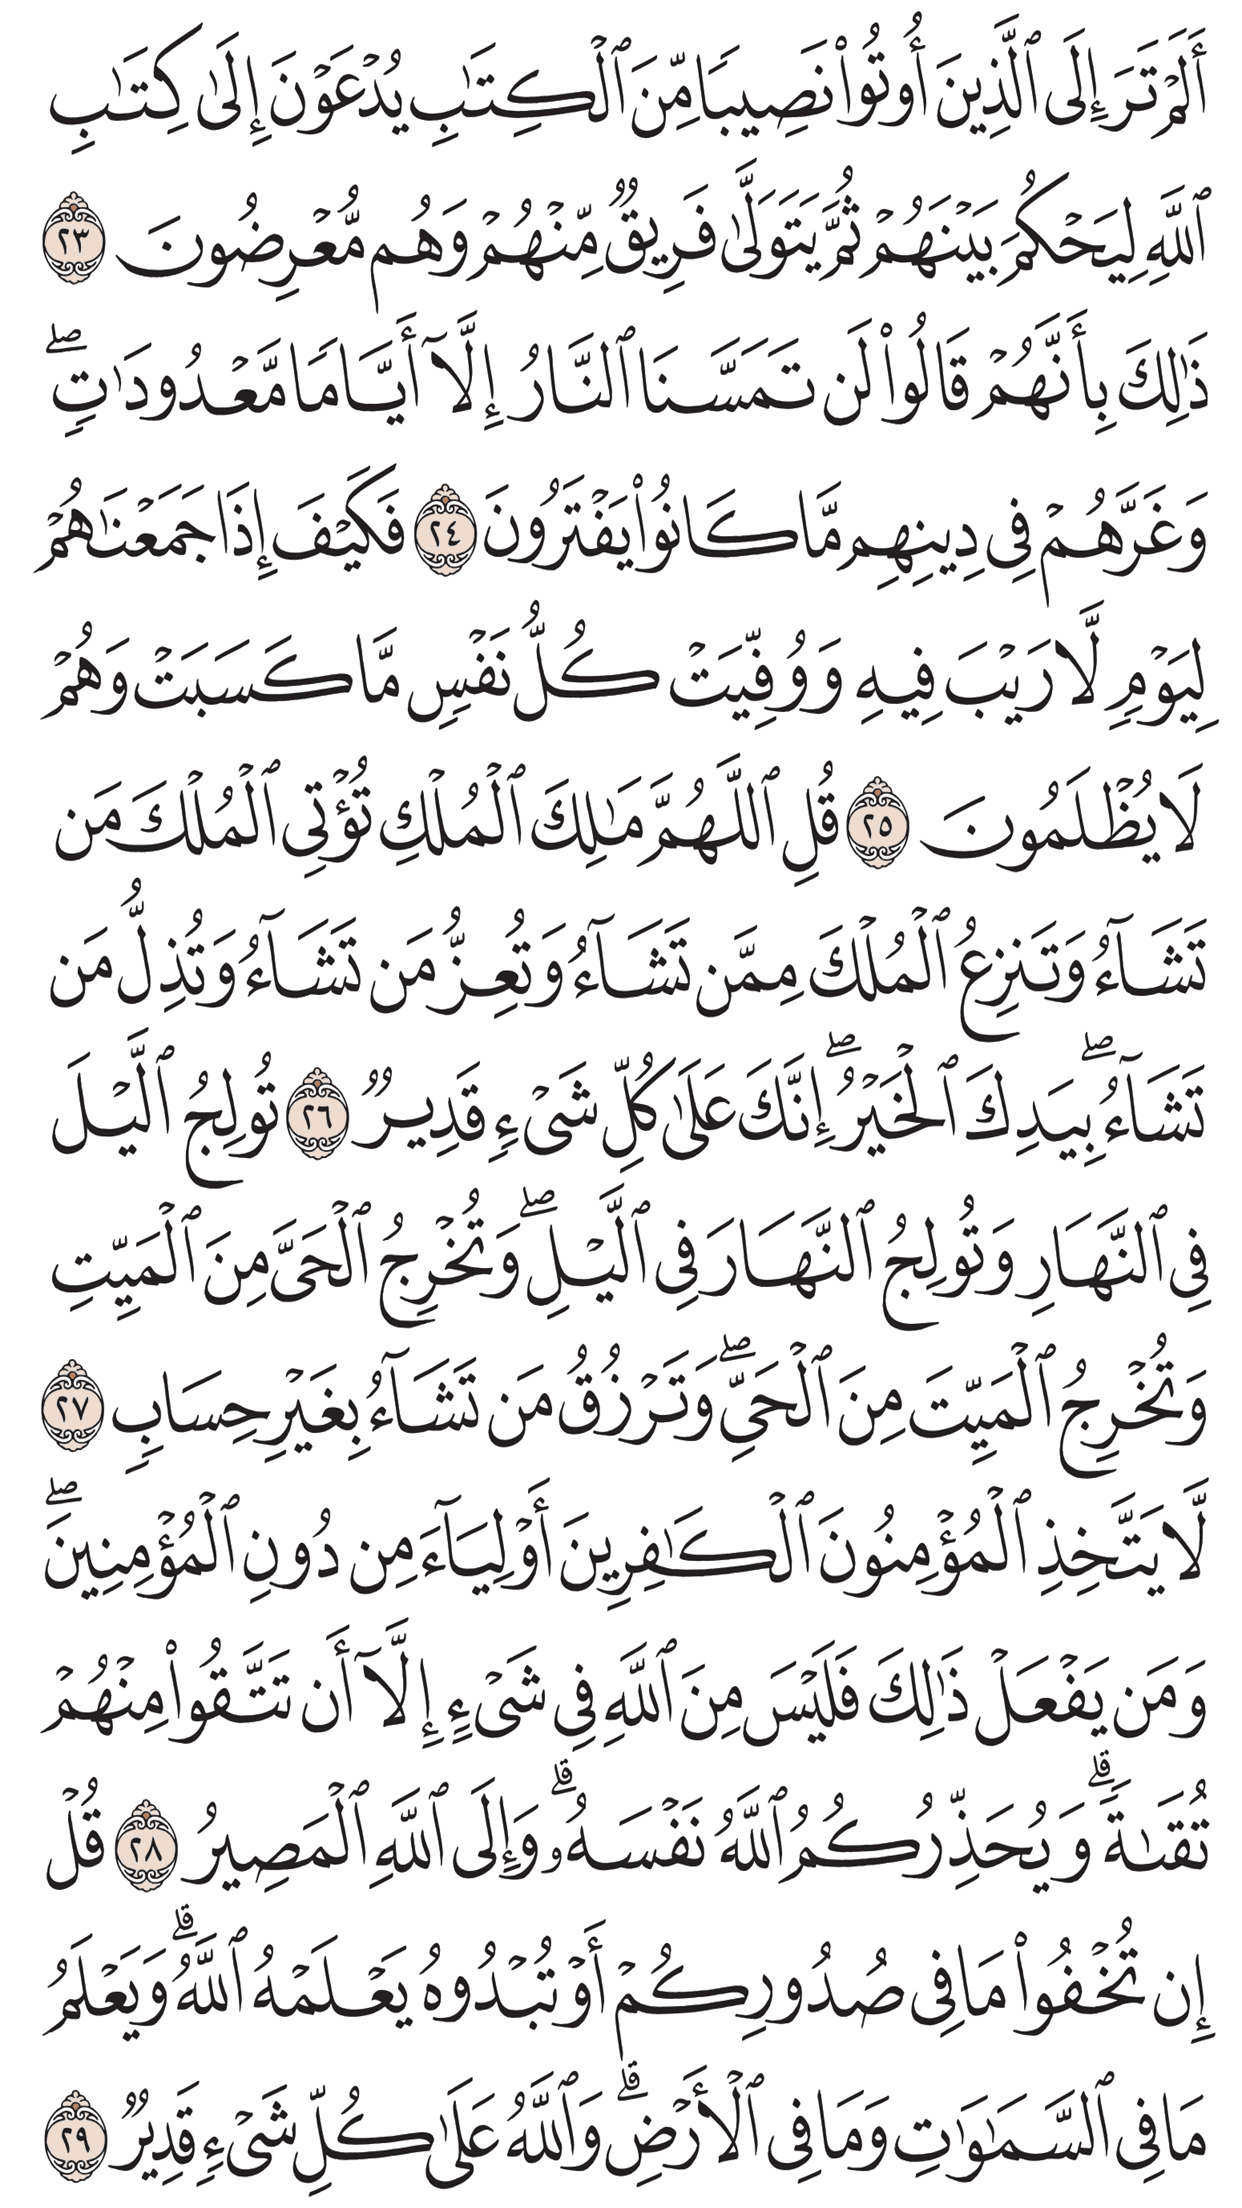 أَلَمۡ تَرَ إِلَى ٱلَّذِينَ أُوتُواْ نَصِيبٗا مِّنَ ٱلۡكِتَٰبِ يُدۡعَوۡنَ إِلَىٰ كِتَٰبِ
ٱللَّهِ لِيَحۡكُمَ بَيۡنَهُمۡ ثُمَّ يَتَوَلَّىٰ فَرِيقٞ مِّنۡهُمۡ وَهُم مُّعۡرِضُونَ ٢٣
ذَٰلِكَ بِأَنَّهُمۡ قَالُواْ لَن تَمَسَّنَا ٱلنَّارُ إِلَّآ أَيَّامٗا مَّعۡدُودَٰتٖۖ
وَغَرَّهُمۡ فِي دِينِهِم مَّا كَانُواْ يَفۡتَرُونَ ٢٤ فَكَيۡفَ إِذَا جَمَعۡنَٰهُمۡ
لِيَوۡمٖ لَّا رَيۡبَ فِيهِ وَوُفِّيَتۡ كُلُّ نَفۡسٖ مَّا كَسَبَتۡ وَهُمۡ
لَا يُظۡلَمُونَ ٢٥ قُلِ ٱللَّهُمَّ مَٰلِكَ ٱلۡمُلۡكِ تُؤۡتِي ٱلۡمُلۡكَ مَن
تَشَآءُ وَتَنزِعُ ٱلۡمُلۡكَ مِمَّن تَشَآءُ وَتُعِزُّ مَن تَشَآءُ وَتُذِلُّ مَن
تَشَآءُۖ بِيَدِكَ ٱلۡخَيۡرُۖ إِنَّكَ عَلَىٰ كُلِّ شَيۡءٖ قَدِيرٞ ٢٦ تُولِجُ ٱلَّيۡلَ
فِي ٱلنَّهَارِ وَتُولِجُ ٱلنَّهَارَ فِي ٱلَّيۡلِۖ وَتُخۡرِجُ ٱلۡحَيَّ مِنَ ٱلۡمَيِّتِ
وَتُخۡرِجُ ٱلۡمَيِّتَ مِنَ ٱلۡحَيِّۖ وَتَرۡزُقُ مَن تَشَآءُ بِغَيۡرِ حِسَابٖ ٢٧
لَّا يَتَّخِذِ ٱلۡمُؤۡمِنُونَ ٱلۡكَٰفِرِينَ أَوۡلِيَآءَ مِن دُونِ ٱلۡمُؤۡمِنِينَۖ
وَمَن يَفۡعَلۡ ذَٰلِكَ فَلَيۡسَ مِنَ ٱللَّهِ فِي شَيۡءٍ إِلَّآ أَن تَتَّقُواْ مِنۡهُمۡ
تُقَىٰةٗۗ وَيُحَذِّرُكُمُ ٱللَّهُ نَفۡسَهُۥۗ وَإِلَى ٱللَّهِ ٱلۡمَصِيرُ ٢٨ قُلۡ
إِن تُخۡفُواْ مَا فِي صُدُورِكُمۡ أَوۡ تُبۡدُوهُ يَعۡلَمۡهُ ٱللَّهُۗ وَيَعۡلَمُ
مَا فِي ٱلسَّمَٰوَٰتِ وَمَا فِي ٱلۡأَرۡضِۗ وَٱللَّهُ عَلَىٰ كُلِّ شَيۡءٖ قَدِيرٞ ٢٩